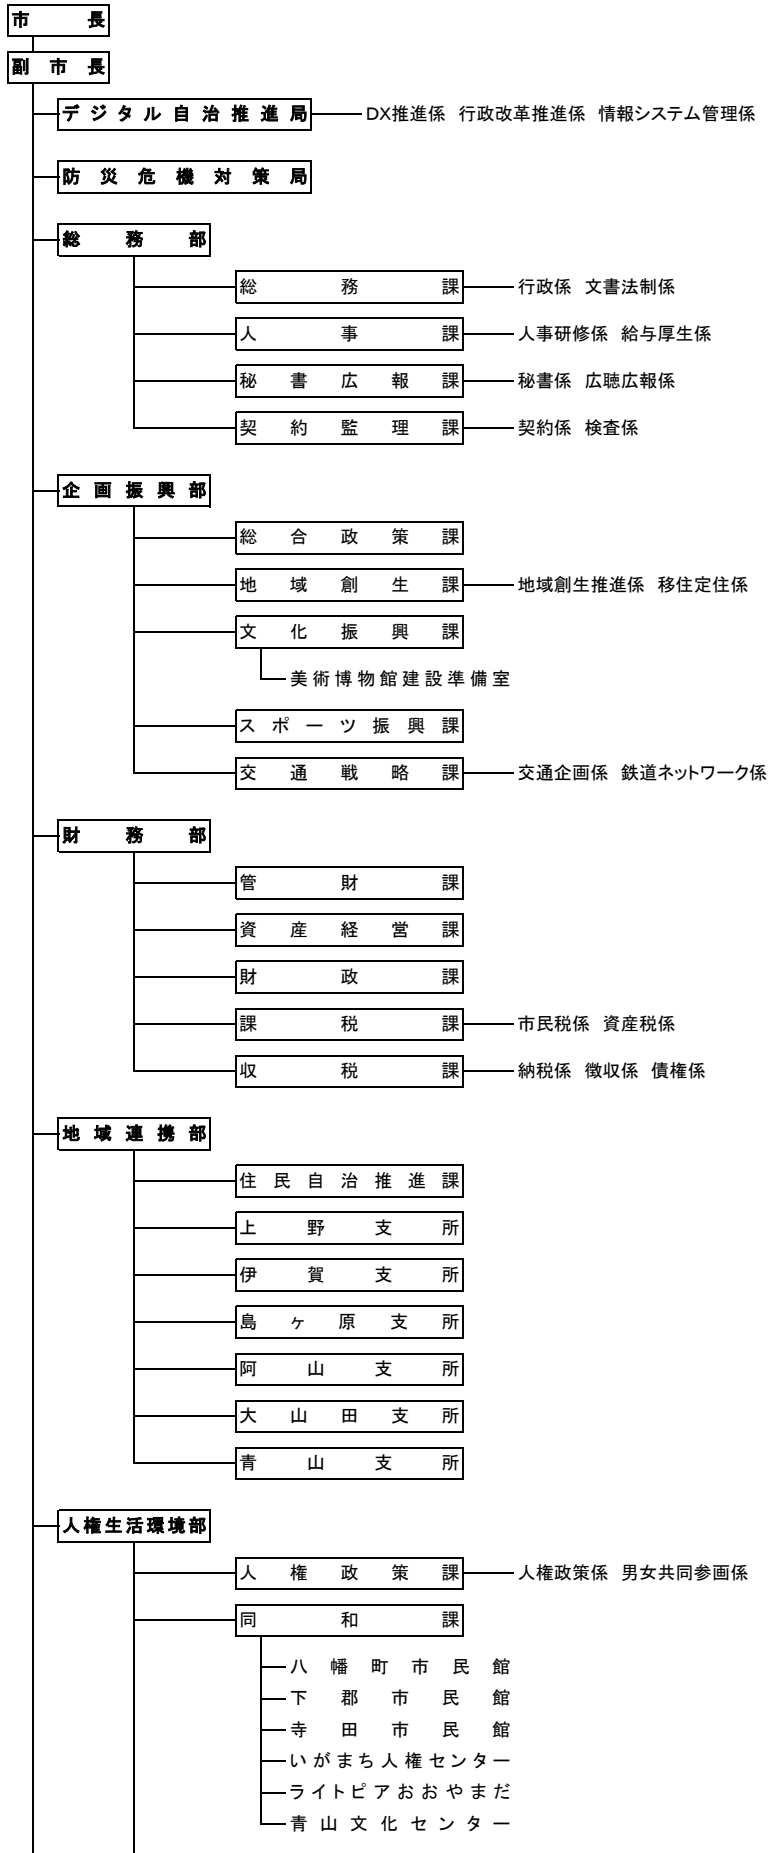 市長
副市長
デジタル自治推進局 DX推進係 行政改革推進係 情報システム管理係
防災危機対策局
総務部
総務課 行政係 文書法制係
人事課 人事研修係 給与厚生係
秘書広報課 秘書係 広聴広報係
契約監理課 契約係 検査係
企画振興部
総合政策課
地域創生課 地域創生推進係 移住定住係
文化振興課
美術博物館建設準備室
スポーツ振興課
交通戦略課 交通企画係 鉄道ネットワーク係
財務部
管財課
資産経営課
財政課
課税課 市民税係 資産税係
収税課 納税係 徴収係 債権係
地域連携部
住民自治推進課
上野支所
伊賀支所
島ヶ原支所
阿山支所
大山田支所
青山支所
人権生活環境部
人権政策課 人権政策係 男女共同参画係
同和課
八幡町市民館
下郡市民館
寺田市民館
いがまち人権センター
ライトピアおおやまだ
青山文化センター